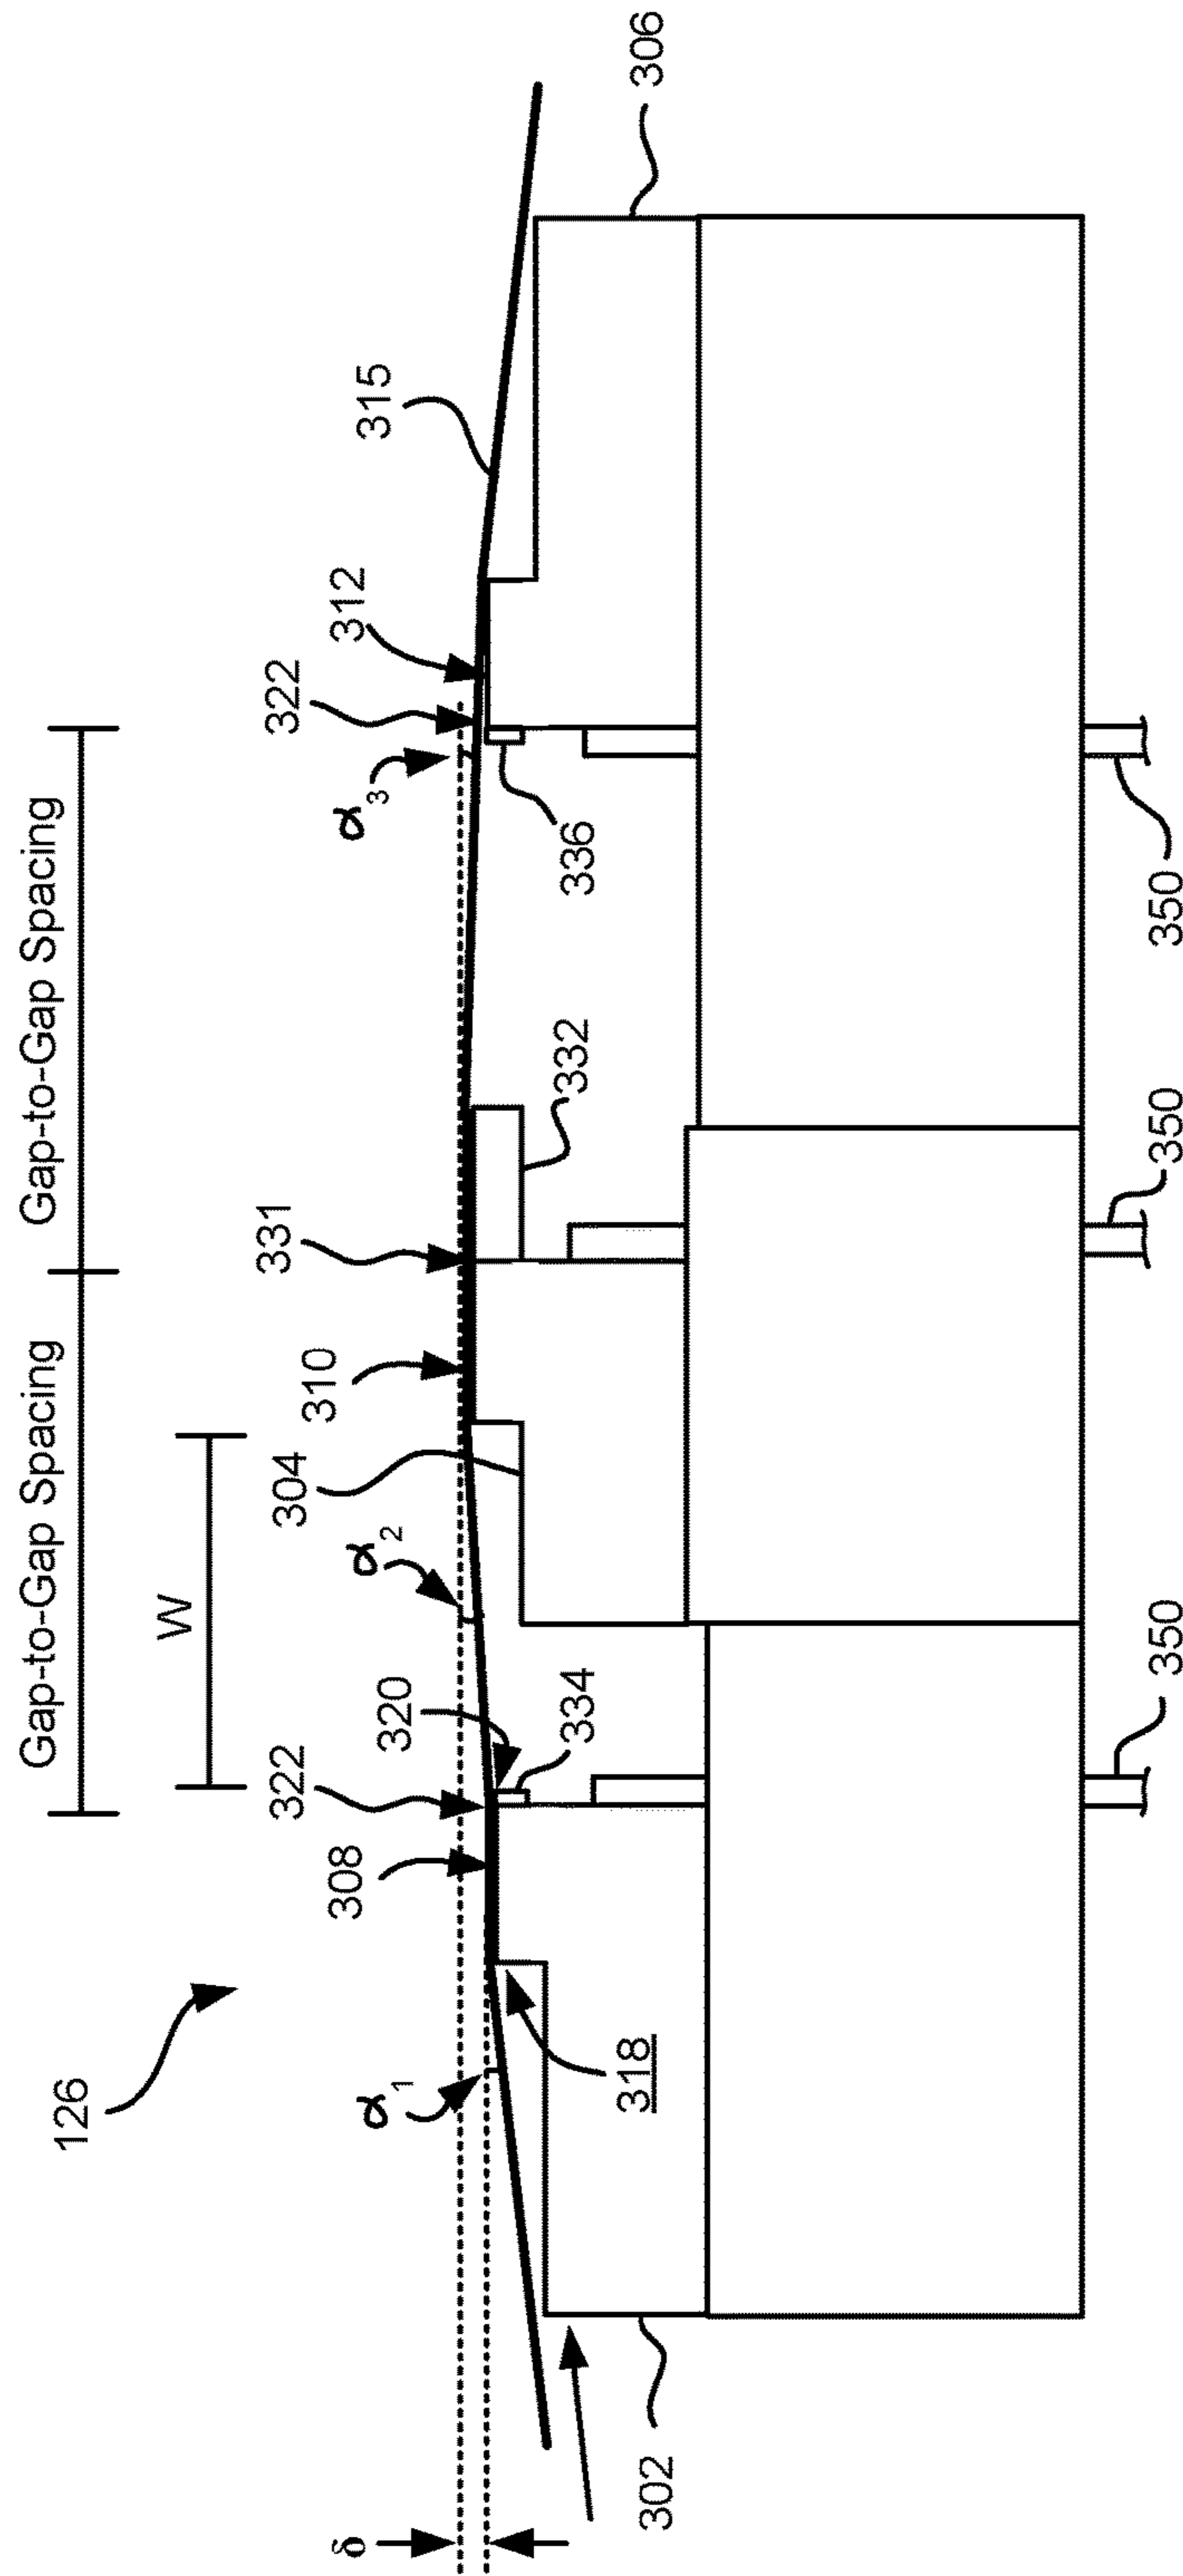 Gap-to-Gap Spacing
Gap-to-Gap Spacing
W
126
308
322
320
α2
304
310
331
α3
322
312
315
δ
α1
318
334
332
336
302
306
350
350
350